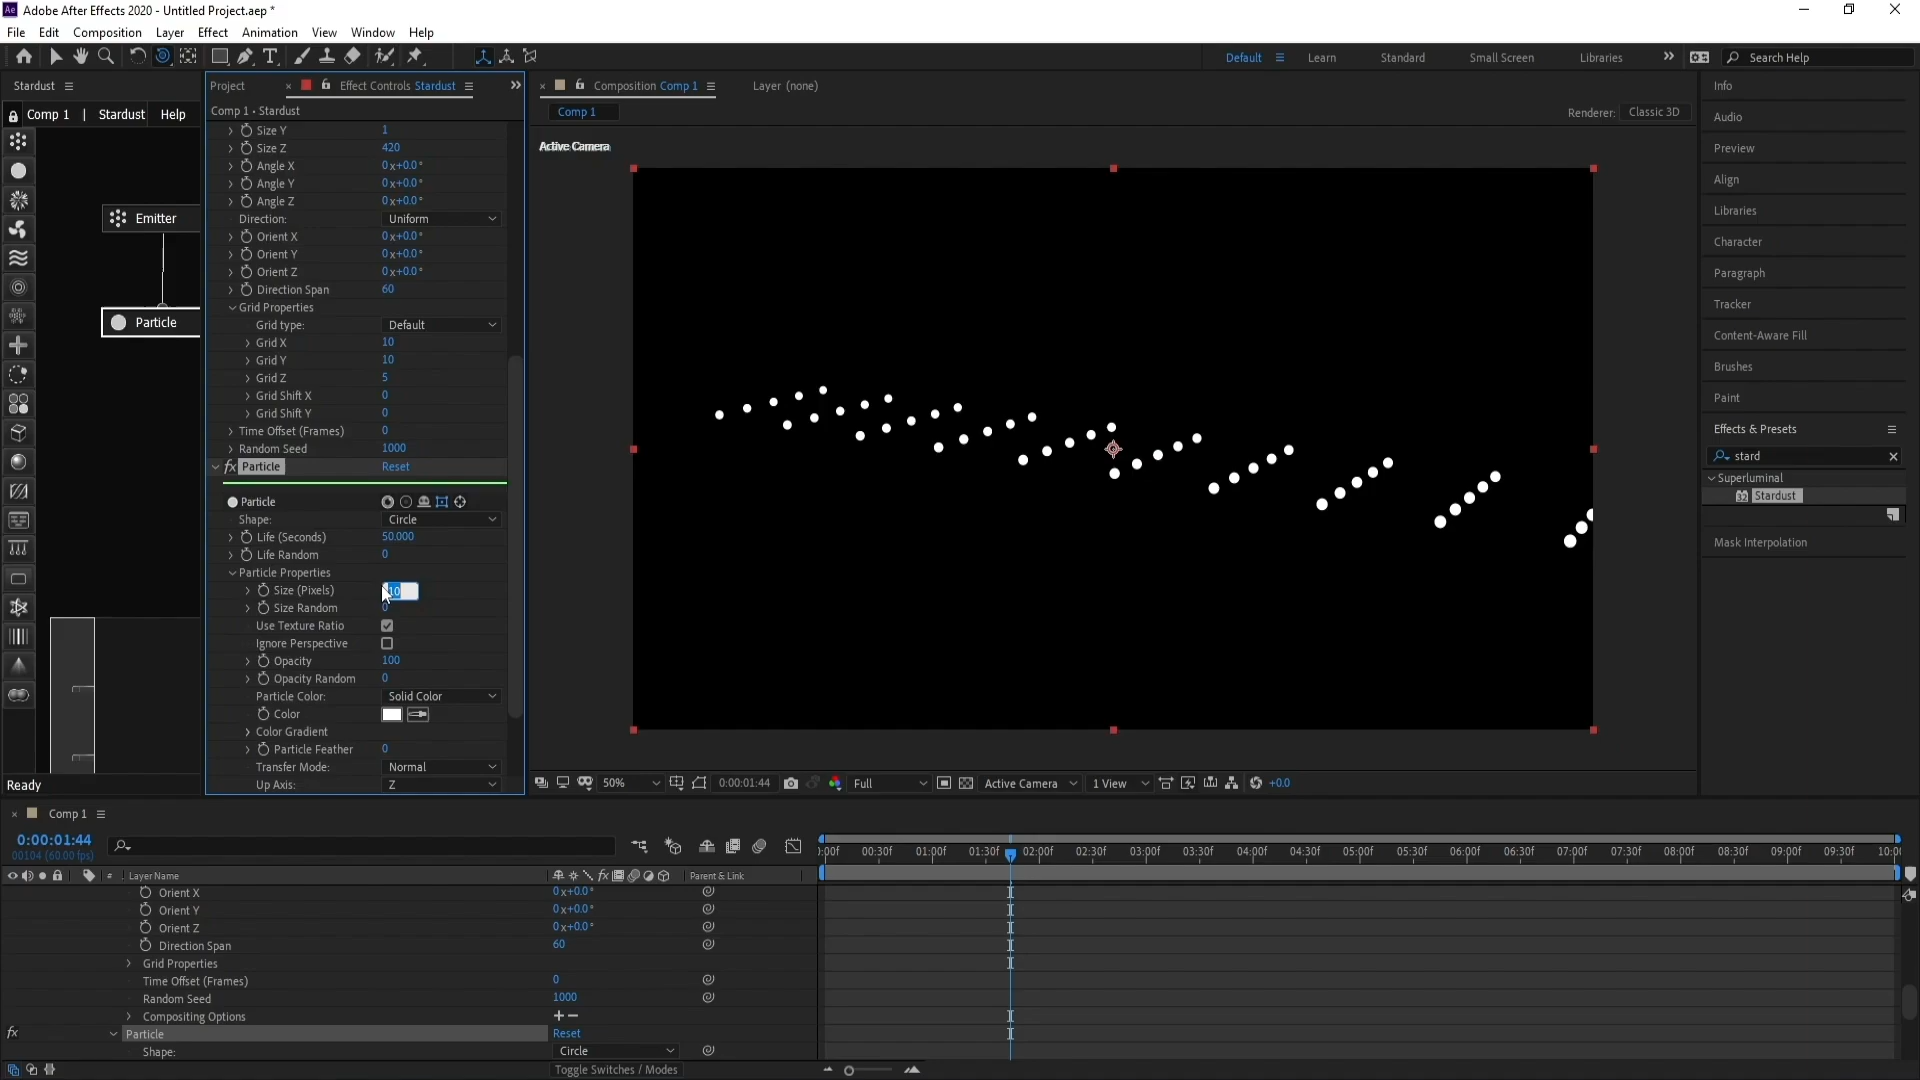 Ae Adobe After Effects 2020 - Untitled Project.aep *
File Edit Composition Layer Effect Animation View Window Help
Default Learn Standard Small Screen Libraries Search Help
Stardust
Comp 1 | Stardust Help
Emitter
Particle
Ready
Project Effect Controls Stardust
Comp 1 • Stardust
Size Y 1
Size Z 420
Angle X 0x+0.0°
Angle Y 0x+0.0°
Angle Z 0x+0.0°
Direction: Uniform
Orient X 0x+0.0°
Orient Y 0x+0.0°
Orient Z 0x+0.0°
Direction Span 60
Grid Properties
Grid type: Default
Grid X 10
Grid Y 10
Grid Z 5
Grid Shift X 0
Grid Shift Y 0
Time Offset (Frames) 0
Random Seed 1000
fx Particle Reset
Particle
Shape: Circle
Life (Seconds) 50.000
Life Random 0
Particle Properties
Size (Pixels) 10
Size Random 0
Use Texture Ratio
Ignore Perspective
Opacity 100
Opacity Random 0
Particle Color: Solid Color
Color
Color Gradient
Particle Feather 0
Transfer Mode: Normal
Up Axis: Z
Composition Comp 1 Layer (none)
Comp 1
Renderer: Classic 3D
Active Camera
50% 0:00:01:44 Full Active Camera 1 View +0.0
Info
Audio
Preview
Align
Libraries
Character
Paragraph
Tracker
Content-Aware Fill
Brushes
Paint
Effects & Presets
stard
Superluminal
32 Stardust
Mask Interpolation
Comp 1
0:00:01:44
00104 (60.00 fps)
:00f 00:30f 01:00f 01:30f 02:00f 02:30f 03:00f 03:30f 04:00f 04:30f 05:00f 05:30f 06:00f 06:30f 07:00f 07:30f 08:00f 08:30f 09:00f 09:30f 10:0
# Layer Name fx Parent & Link
Orient X 0x+0.0°
Orient Y 0x+0.0°
Orient Z 0x+0.0°
Direction Span 60
Grid Properties
Time Offset (Frames) 0
Random Seed 1000
Compositing Options + −
fx Particle Reset
Shape: Circle
Toggle Switches / Modes